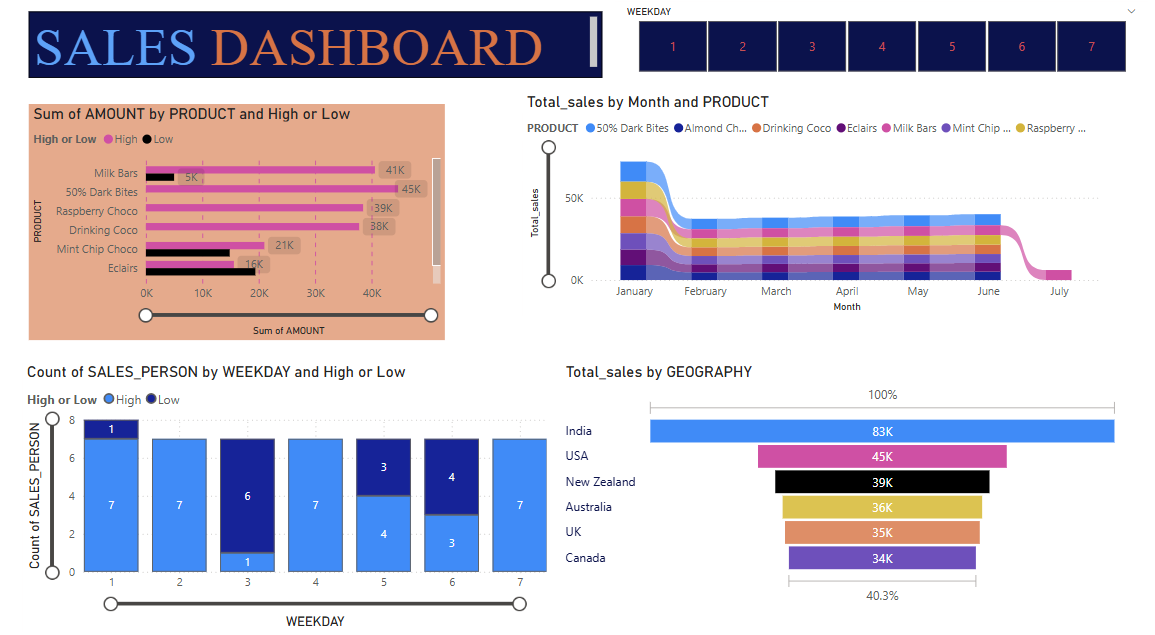 SALES DASHBOARD
WEEKDAY
1 2 3 4 5 6 7
Sum of AMOUNT by PRODUCT and High or Low
High or Low High Low
PRODUCT
Milk Bars 41K
5K
50% Dark Bites 45K
Raspberry Choco 39K
Drinking Coco 38K
Mint Chip Choco 21K
Eclairs 16K
0K 10K 20K 30K 40K
Sum of AMOUNT
Total_sales by Month and PRODUCT
PRODUCT 50% Dark Bites Almond Ch... Drinking Coco Eclairs Milk Bars Mint Chip ... Raspberry ...
Total_sales
50K
0K
January February March April May June July
Month
Count of SALES_PERSON by WEEKDAY and High or Low
High or Low High Low
Count of SALES_PERSON
8
6
4
2
0
1
7 7 6 1 7 3 4 4 3 7
1 2 3 4 5 6 7
WEEKDAY
Total_sales by GEOGRAPHY
100%
India 83K
USA 45K
New Zealand 39K
Australia 36K
UK 35K
Canada 34K
40.3%